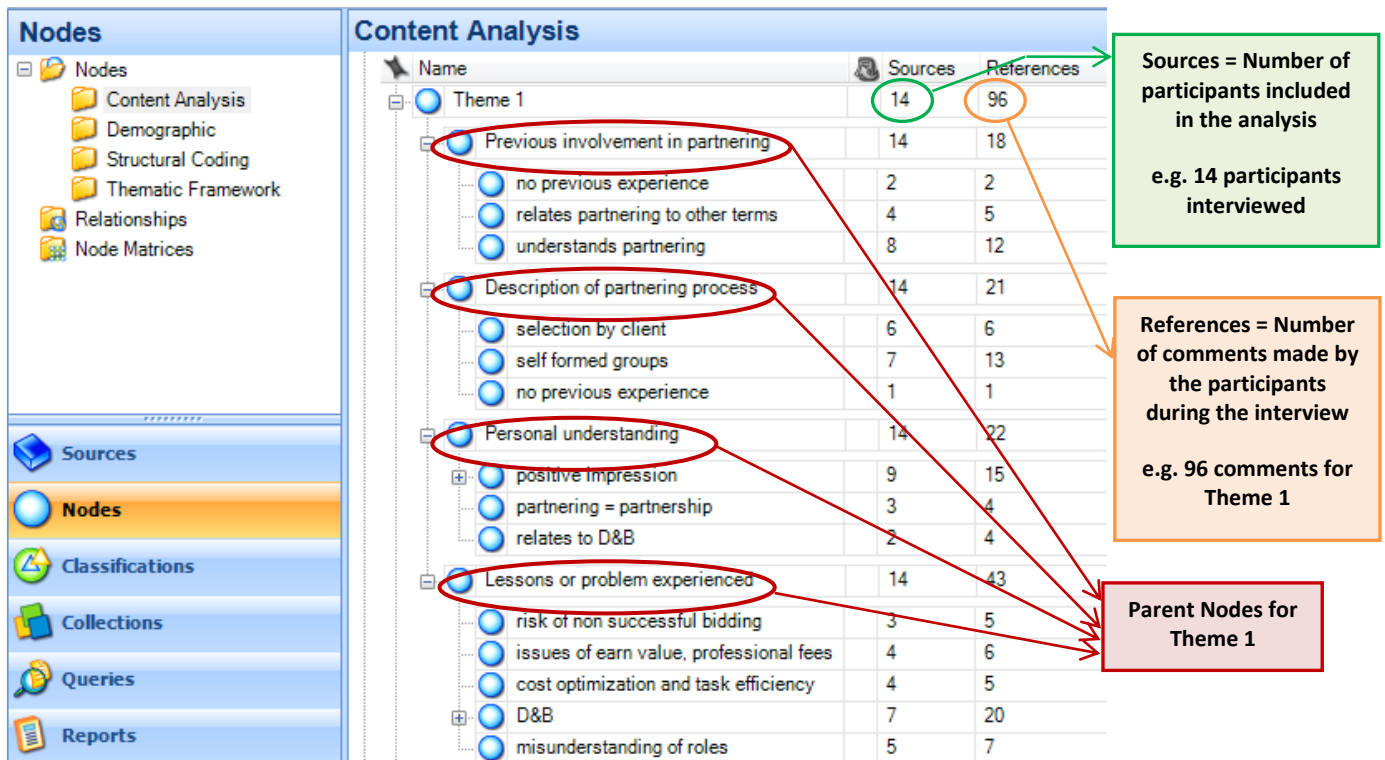 Nodes
Nodes
Content Analysis
Demographic
Structural Coding
Thematic Framework
Relationships
Node Matrices
Sources
Nodes
Classifications
Collections
Queries
Reports
Content Analysis
Name Sources References
Theme 1 14 96
Previous involvement in partnering 14 18
no previous experience 2 2
relates partnering to other terms 4 5
understands partnering 8 12
Description of partnering process 14 21
selection by client 6 6
self formed groups 7 13
no previous experience 1 1
Personal understanding 14 22
positive impression 9 15
partnering = partnership 3 4
relates to D&B 2 4
Lessons or problem experienced 14 43
risk of non successful bidding 3 5
issues of earn value, professional fees 4 6
cost optimization and task efficiency 4 5
D&B 7 20
misunderstanding of roles 5 7
Sources = Number of
participants included
in the analysis
e.g. 14 participants
interviewed
References = Number
of comments made by
the participants
during the interview
e.g. 96 comments for
Theme 1
Parent Nodes for
Theme 1